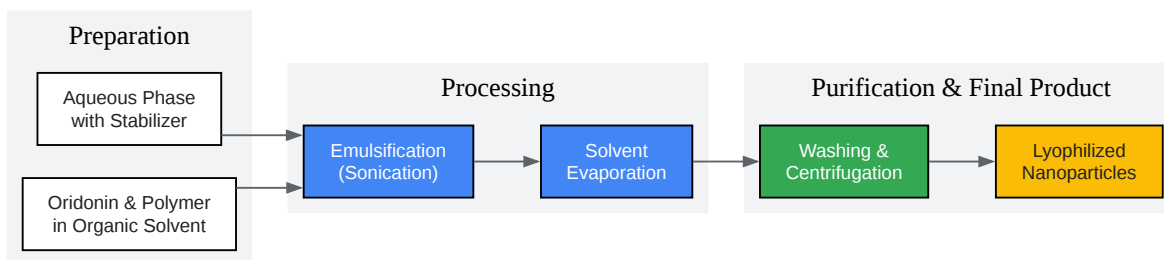 Preparation
Aqueous Phase
with Stabilizer
Oridonin & Polymer
in Organic Solvent
Processing
Emulsification
(Sonication)
Solvent
Evaporation
Purification & Final Product
Washing &
Centrifugation
Lyophilized
Nanoparticles